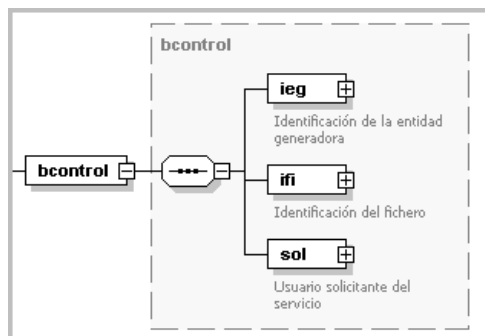 bcontrol
ieg
Identificación de la entidad
generadora
bcontrol
ifi
Identificación del fichero
sol
Usuario solicitante del
servicio